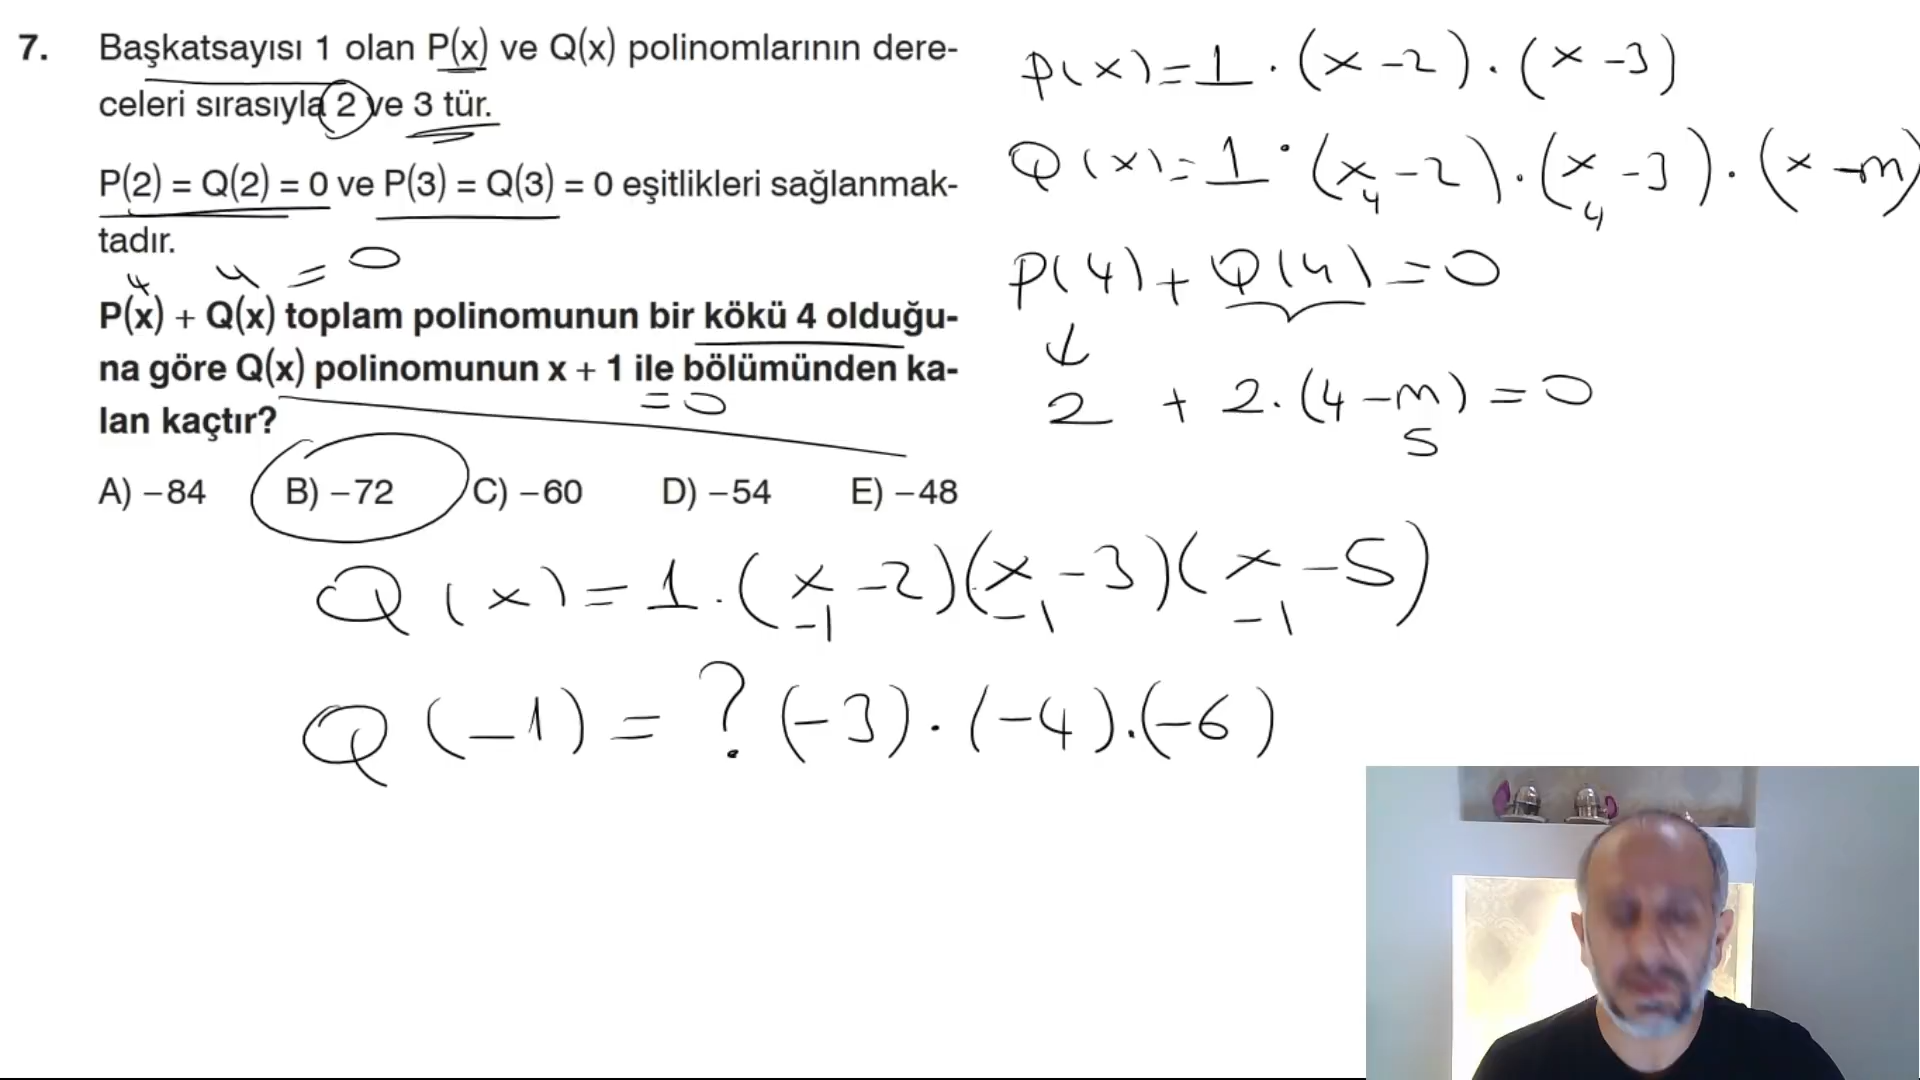 7. Başkatsayısı 1 olan P(x) ve Q(x) polinomlarının dere-
celeri sırasıyla 2 ve 3 tür.
P(2) = Q(2) = 0 ve P(3) = Q(3) = 0 eşitlikleri sağlanmak-
tadır.
4 4 = 0
P(x) + Q(x) toplam polinomunun bir kökü 4 olduğu-
na göre Q(x) polinomunun x + 1 ile bölümünden ka-
= 0
lan kaçtır?
A) −84 B) −72 C) −60 D) −54 E) −48
P(x) = 1 · (x − 2) · (x − 3)
Q(x) = 1 · (x − 2) · (x − 3) · (x − m)
4 4
P(4) + Q(4) = 0
2 + 2 · (4 − m) = 0
5
Q(x) = 1 . (x − 2)(x − 3)(x − 5)
−1 −1 −1
Q(−1) = ? (−3) · (−4) · (−6)